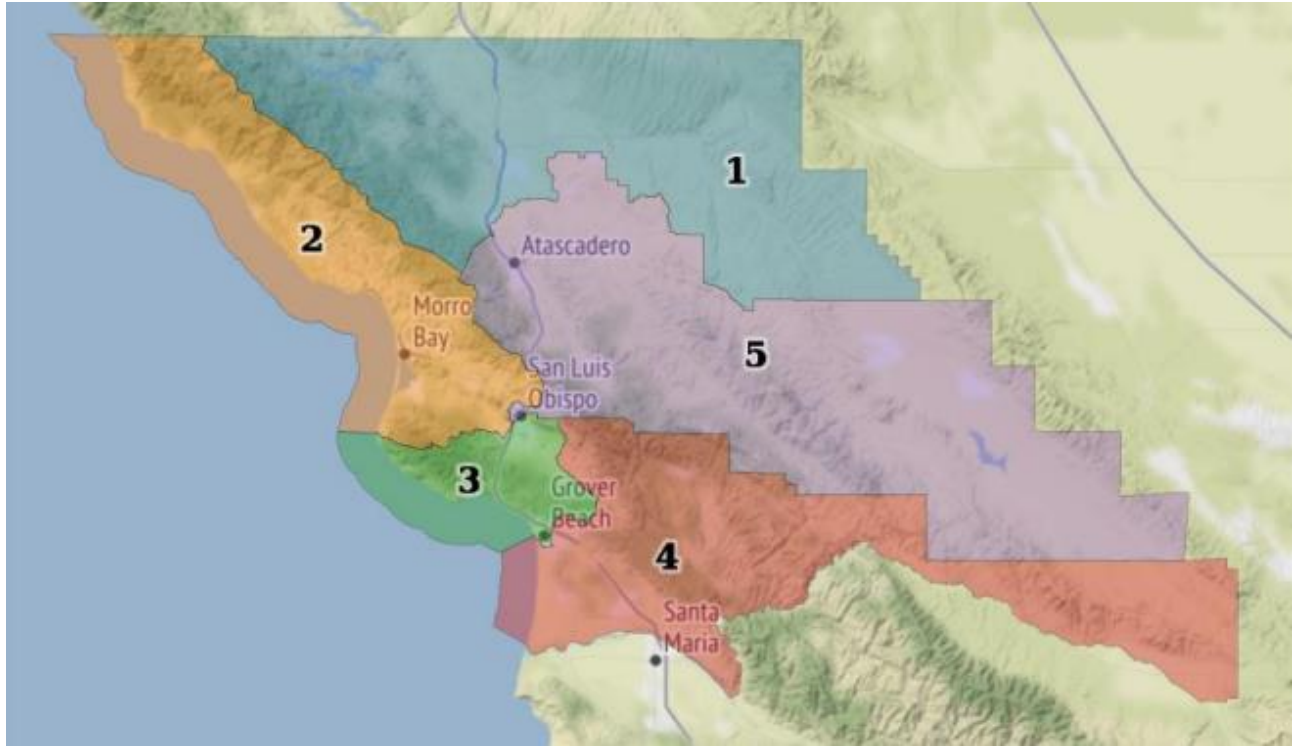 1
2
Atascadero
Morro
Bay
5
San Luis
Obispo
3
Grover
Beach
4
Santa
Maria